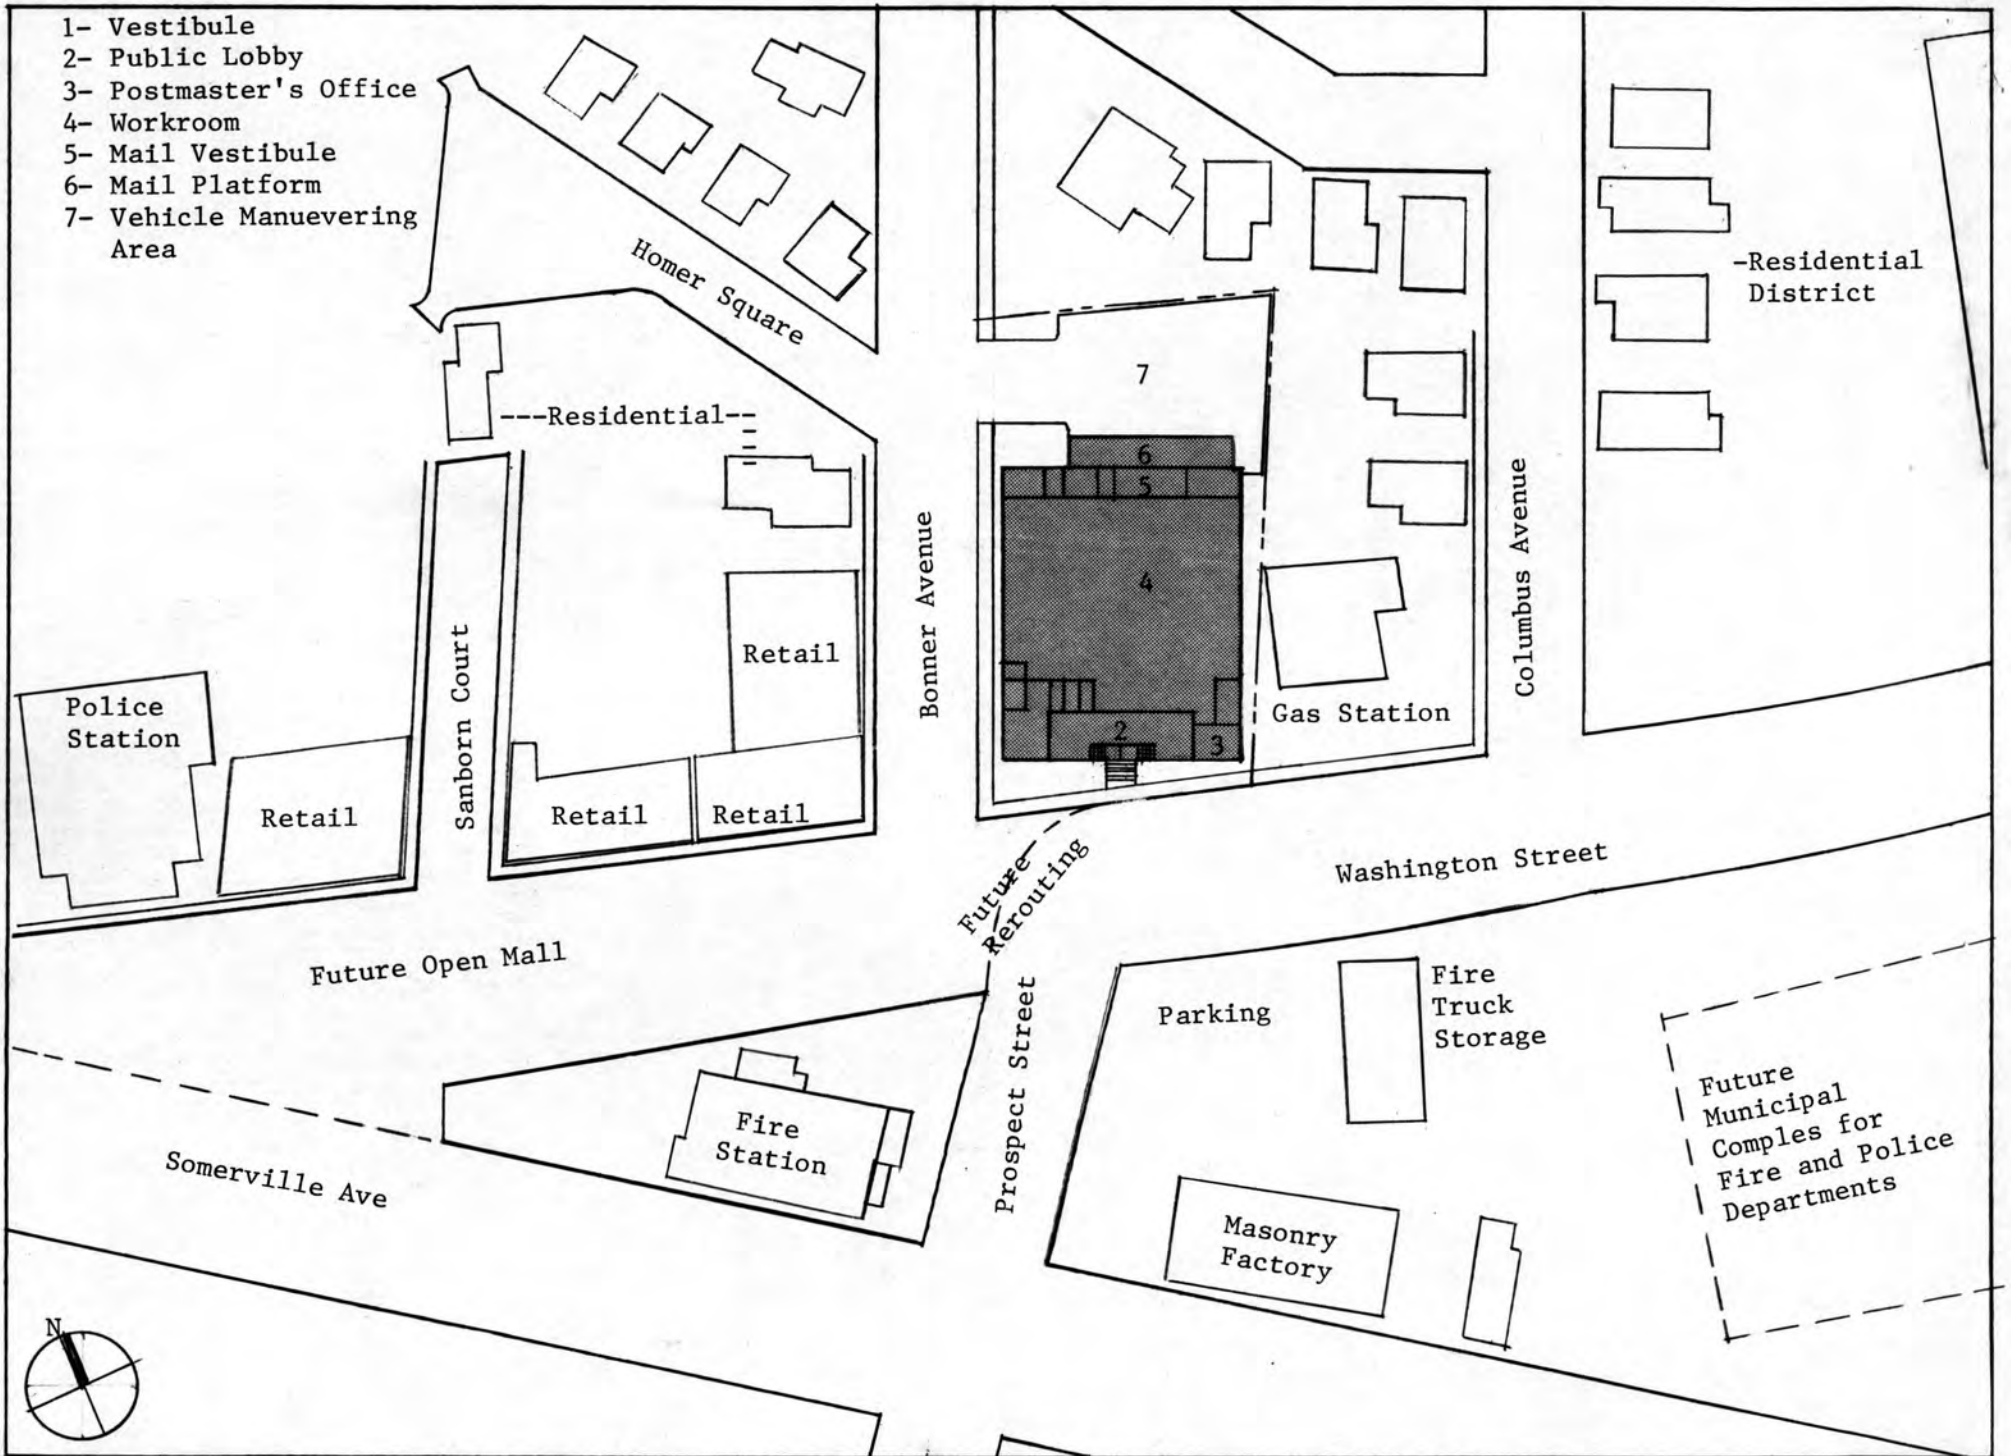 1- Vestibule
2- Public Lobby
3- Postmaster's Office
4- Workroom
5- Mail Vestibule
6- Mail Platform
7- Vehicle Manuevering
Area
Homer Square
-Residential
District
7
---Residential--
6
5
4
Bonner Avenue
Columbus Avenue
Retail
Sanborn Court
Police
Station
Gas Station
2
3
1
Retail
Retail
Retail
Future
Rerouting
Washington Street
Future Open Mall
Prospect Street
Parking
Fire
Truck
Storage
Future
Municipal
Comples for
Fire and Police
Departments
Fire
Station
Somerville Ave
Masonry
Factory
N